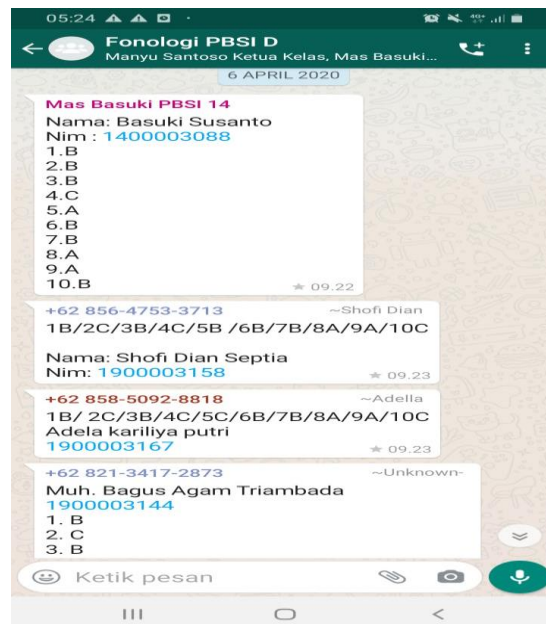 05:24
Fonologi PBSI D
Manyu Santoso Ketua Kelas, Mas Basuki...
6 APRIL 2020
Mas Basuki PBSI 14
Nama: Basuki Susanto
Nim : 1400003088
1.B
2.B
3.B
4.C
5.A
6.B
7.B
8.A
9.A
10.B
09.22
+62 856-4753-3713 ~Shofi Dian
1B/2C/3B/4C/5B /6B/7B/8A/9A/10C
Nama: Shofi Dian Septia
Nim: 1900003158
09.23
+62 858-5092-8818 ~Adella
1B/ 2C/3B/4C/5C/6B/7B/8A/9A/10C
Adela kariliya putri
1900003167
09.23
+62 821-3417-2873 ~Unknown-
Muh. Bagus Agam Triambada
1900003144
1. B
2. C
3. B
Ketik pesan